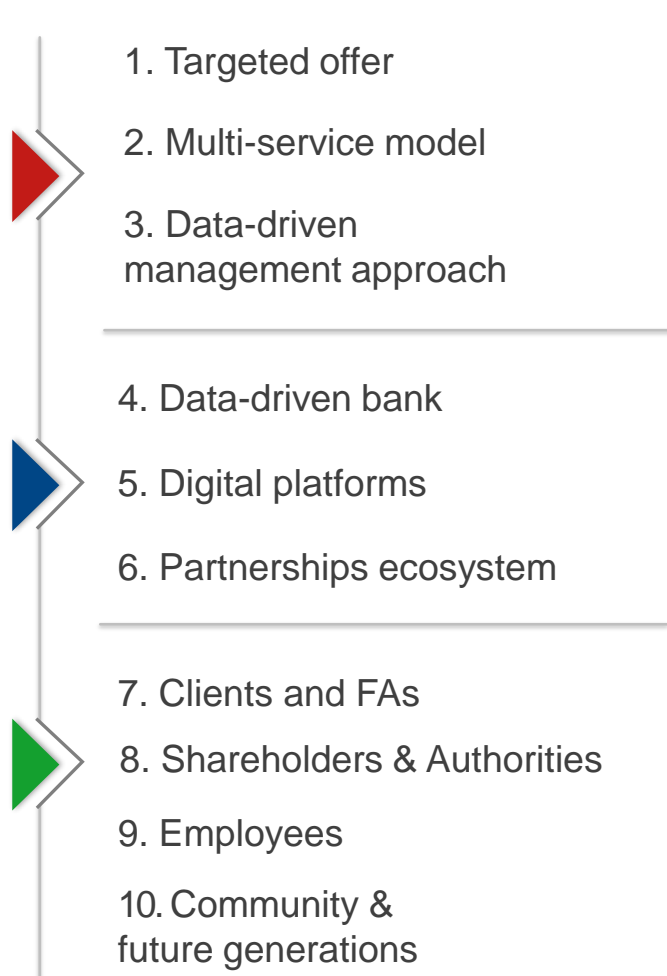 1. Targeted offer
2. Multi-service model
3. Data-driven
management approach
4. Data-driven bank
5. Digital platforms
6. Partnerships ecosystem
7. Clients and FAs
8. Shareholders & Authorities
9. Employees
10. Community &
future generations